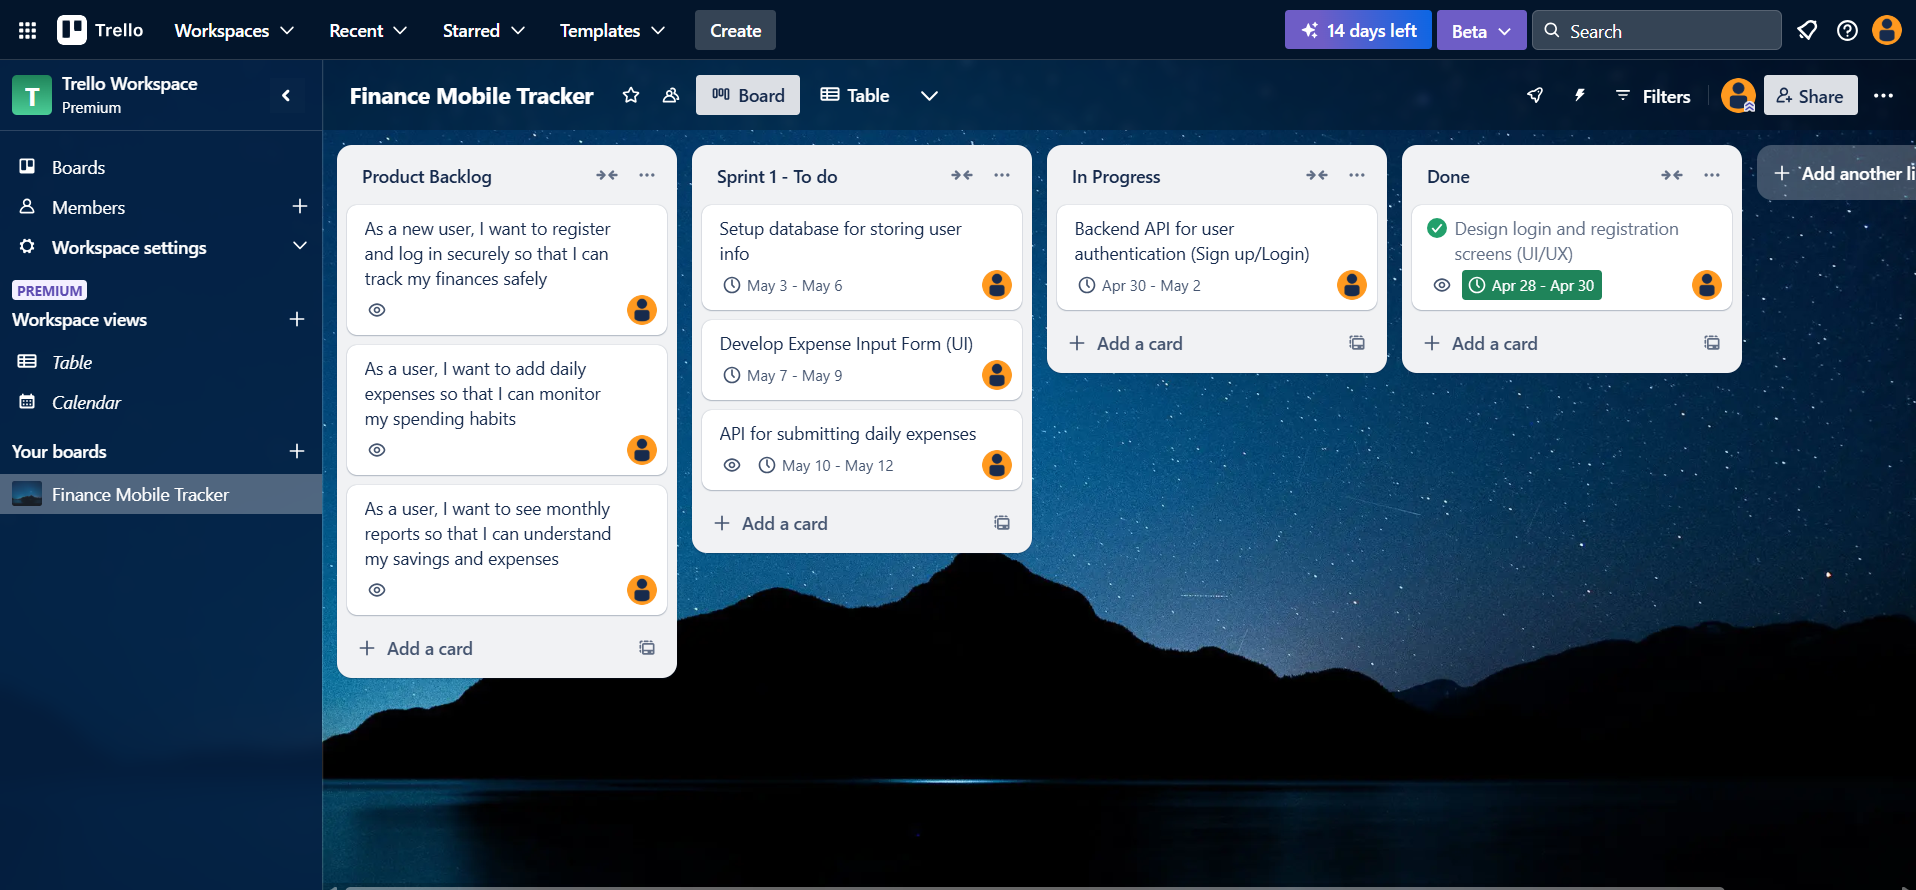 Trello
Workspaces
Recent
Starred
Templates
Create
14 days left
Beta
Search
T
Trello Workspace
Premium
Boards
Members
Workspace settings
PREMIUM
Workspace views
Table
Calendar
Your boards
Finance Mobile Tracker
Finance Mobile Tracker
Board
Table
Filters
Share
Product Backlog
As a new user, I want to register
and log in securely so that I can
track my finances safely
As a user, I want to add daily
expenses so that I can monitor
my spending habits
As a user, I want to see monthly
reports so that I can understand
my savings and expenses
Add a card
Sprint 1 - To do
Setup database for storing user
info
May 3 - May 6
Develop Expense Input Form (UI)
May 7 - May 9
API for submitting daily expenses
May 10 - May 12
Add a card
In Progress
Backend API for user
authentication (Sign up/Login)
Apr 30 - May 2
Add a card
Done
Design login and registration
screens (UI/UX)
Apr 28 - Apr 30
Add a card
Add another li